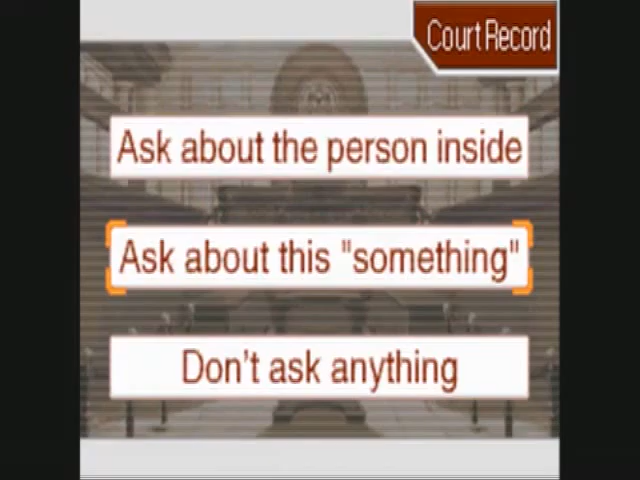 Court Record
Ask about the person inside
Ask about this "something"
Don't ask anything